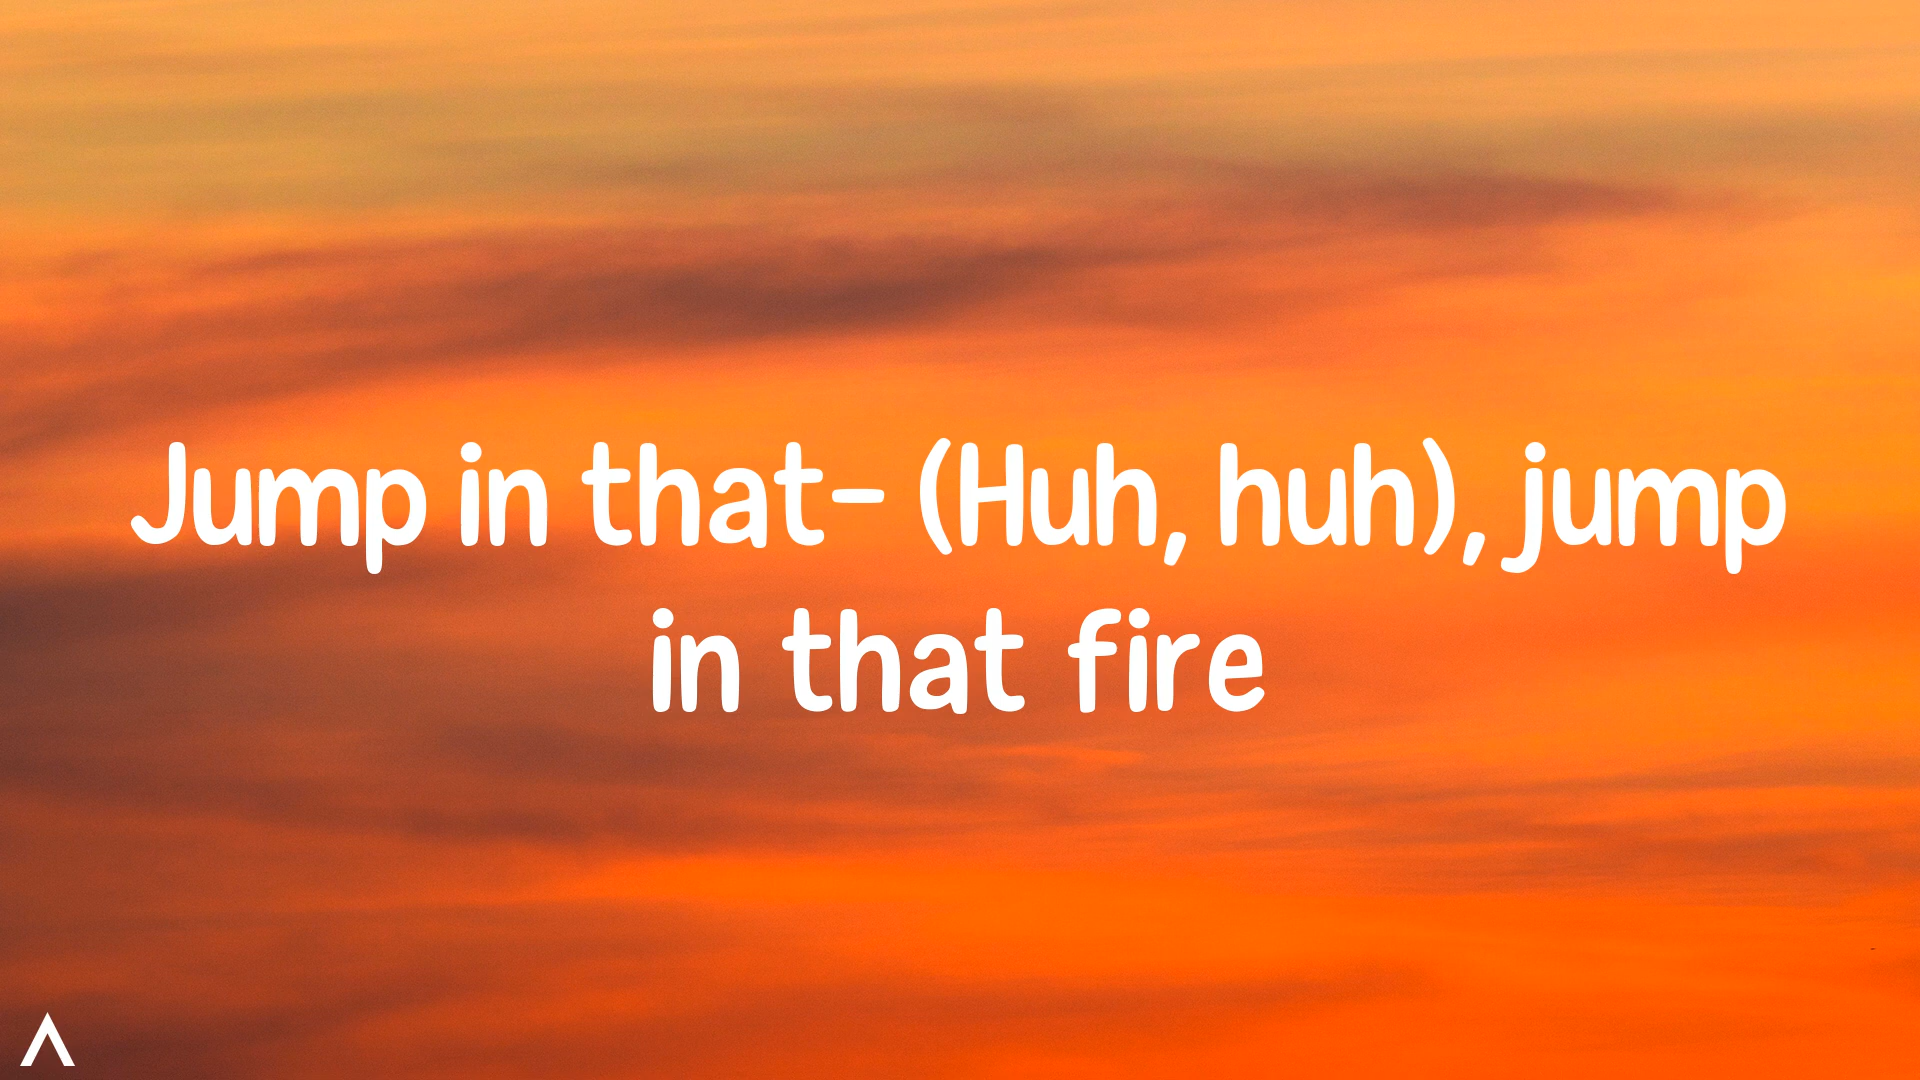 Jump in that- (Huh, huh), jump
in that fire